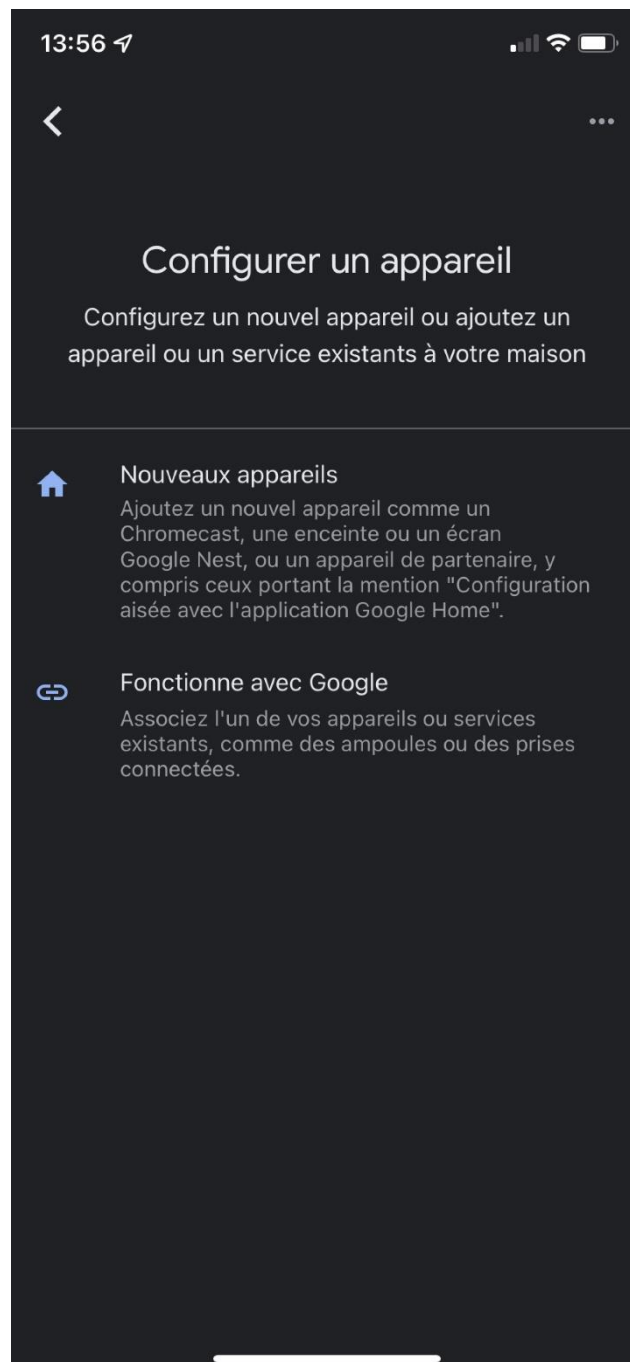 13:56
Configurer un appareil
Configurez un nouvel appareil ou ajoutez un
appareil ou un service existants à votre maison
Nouveaux appareils
Ajoutez un nouvel appareil comme un
Chromecast, une enceinte ou un écran
Google Nest, ou un appareil de partenaire, y
compris ceux portant la mention "Configuration
aisée avec l'application Google Home".
Fonctionne avec Google
Associez l'un de vos appareils ou services
existants, comme des ampoules ou des prises
connectées.